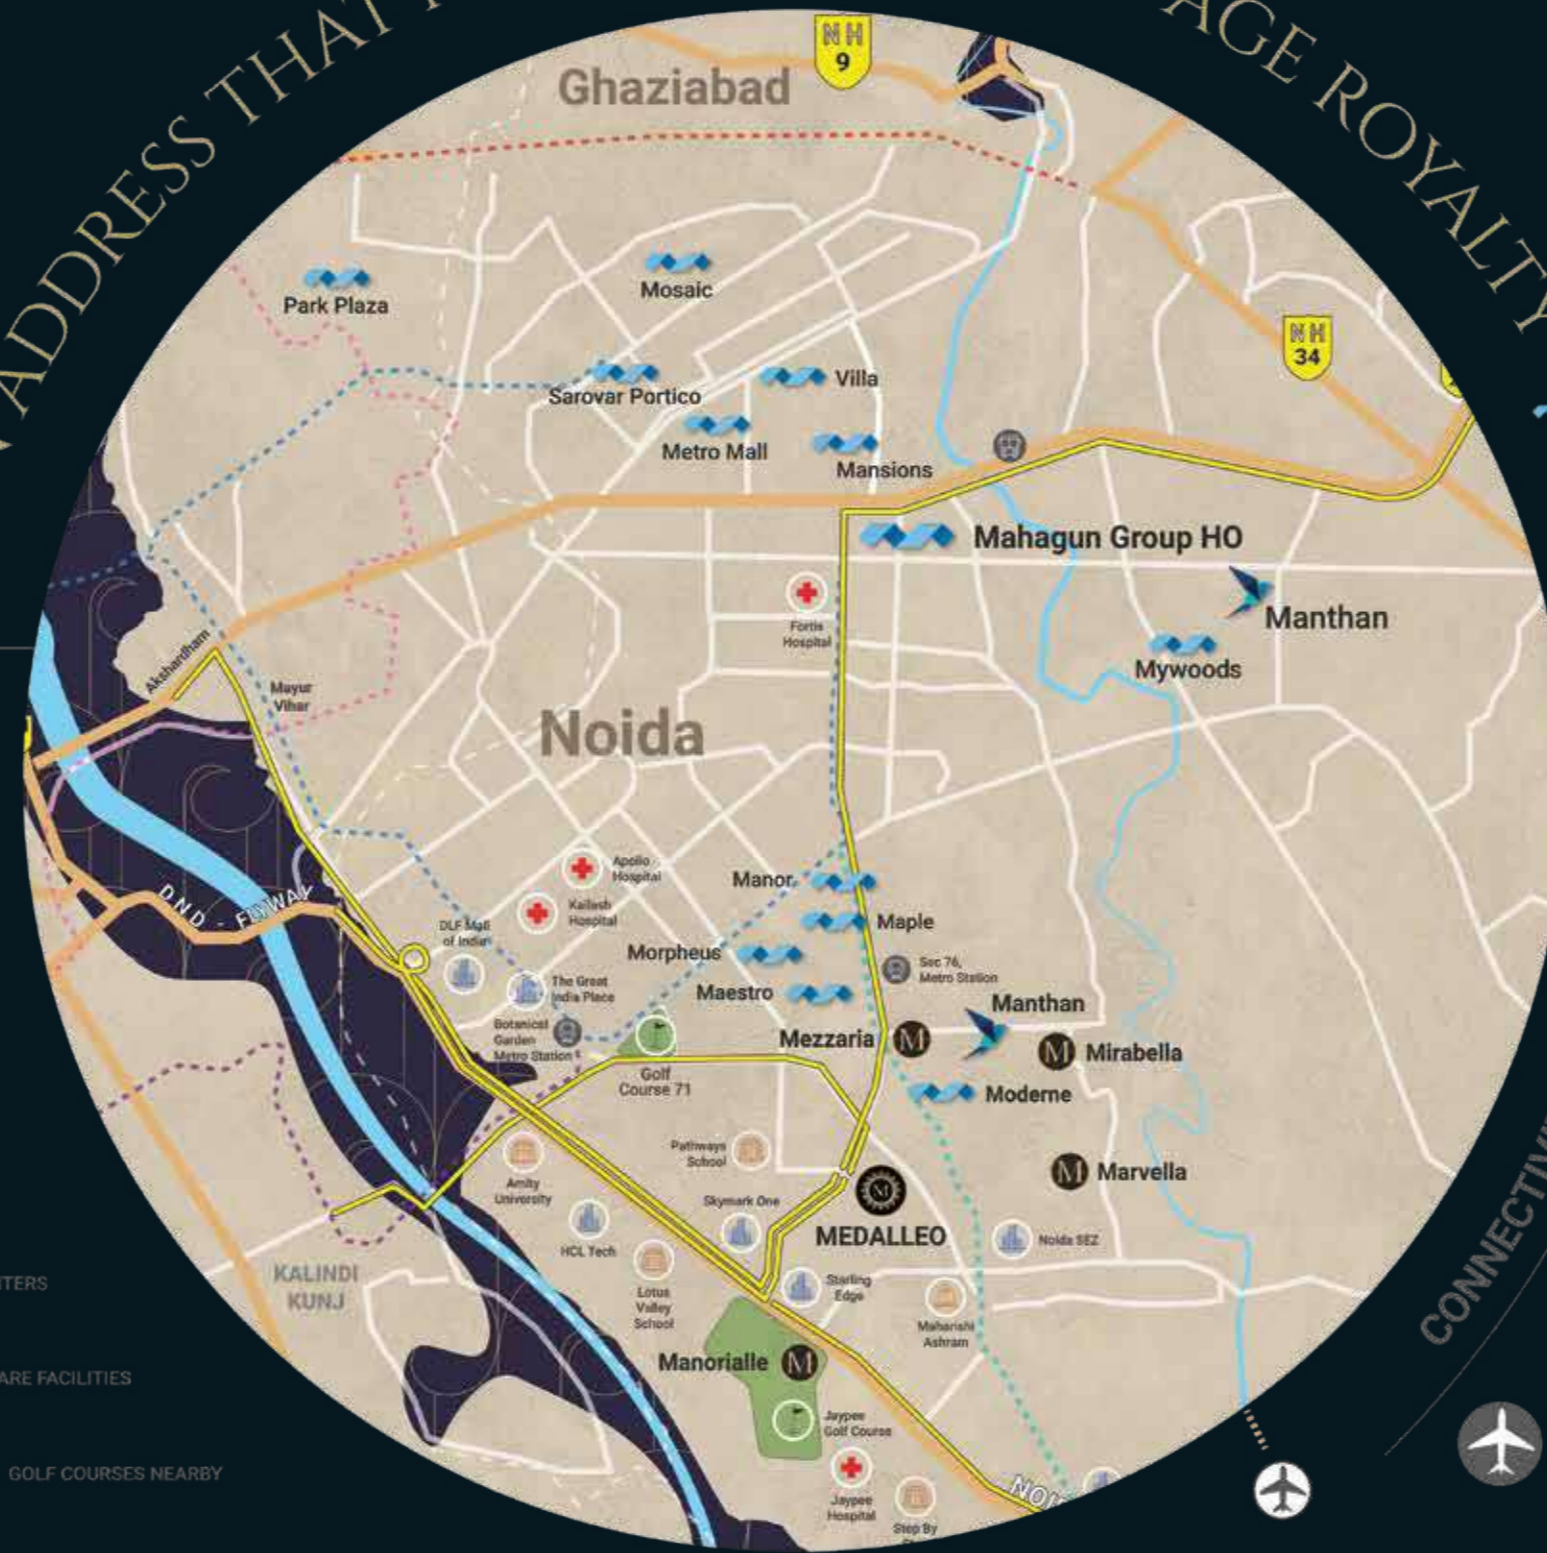 ADDRESS THAT
AGE ROYALTY
NH
9
Ghaziabad
Park Plaza
Mosaic
NH
34
Sarovar Portico
Villa
Metro Mall
Mansions
Mahagun Group HO
Manthan
Mywoods
Fortis
Hospital
Akshardham
Mayur
Vihar
Noida
DND - FLYWAY
Apollo
Hospital
Kailash
Hospital
DLF Mall
of India
The Great
India Place
Botanical
Garden
Metro Station
Golf
Course 71
Manor
Maple
Morpheus
Maestro
Sec 76,
Metro Station
Mezzaria
M
Manthan
M
Mirabella
Moderne
M
Marvella
Pathways
School
Amity
University
Skymark One
M
MEDALLEO
HCL Tech
Noida SEZ
KALINDI
KUNJ
Lotus
Valley
School
Starling
Edge
Maharishi
Ashram
Manorialle
M
Jaypee
Golf Course
Jaypee
Hospital
Step By
NOI
TERS
ARE FACILITIES
GOLF COURSES NEARBY
CONNECTIVI